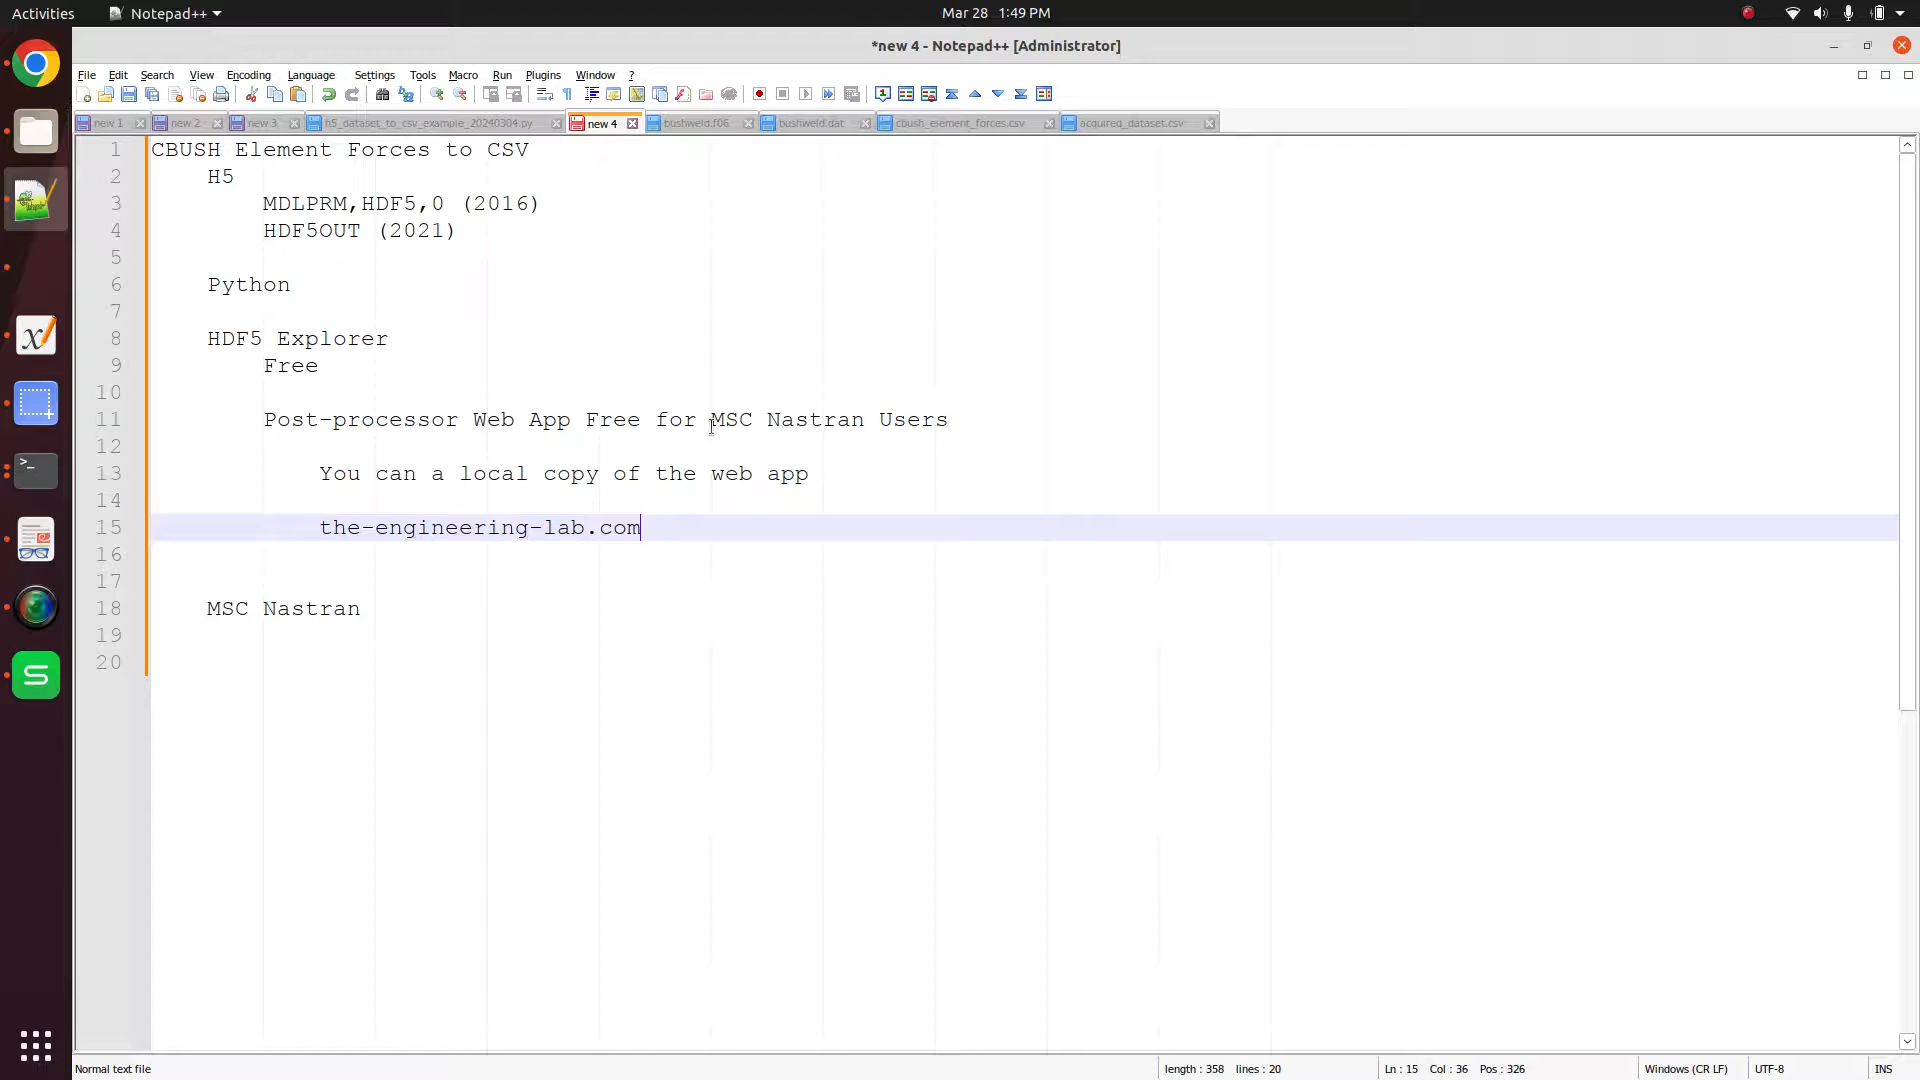 Activities Notepad++ Mar 28 1:49 PM
*new 4 - Notepad++ [Administrator]
File Edit Search View Encoding Language Settings Tools Macro Run Plugins Window ?
new 1 new 2 new 3 h5_dataset_to_csv_example_20240304.py new 4 bushweld.f06 bushweld.dat cbush_element_forces.csv acquired_dataset.csv
1 CBUSH Element Forces to CSV
2 H5
3 MDLPRM,HDF5,0 (2016)
4 HDF5OUT (2021)
5
6 Python
7
8 HDF5 Explorer
9 Free
10
11 Post-processor Web App Free for MSC Nastran Users
12
13 You can a local copy of the web app
14
15 the-engineering-lab.com
16
17
18 MSC Nastran
19
20
Normal text file length : 358 lines : 20 Ln : 15 Col : 36 Pos : 326 Windows (CR LF) UTF-8 INS